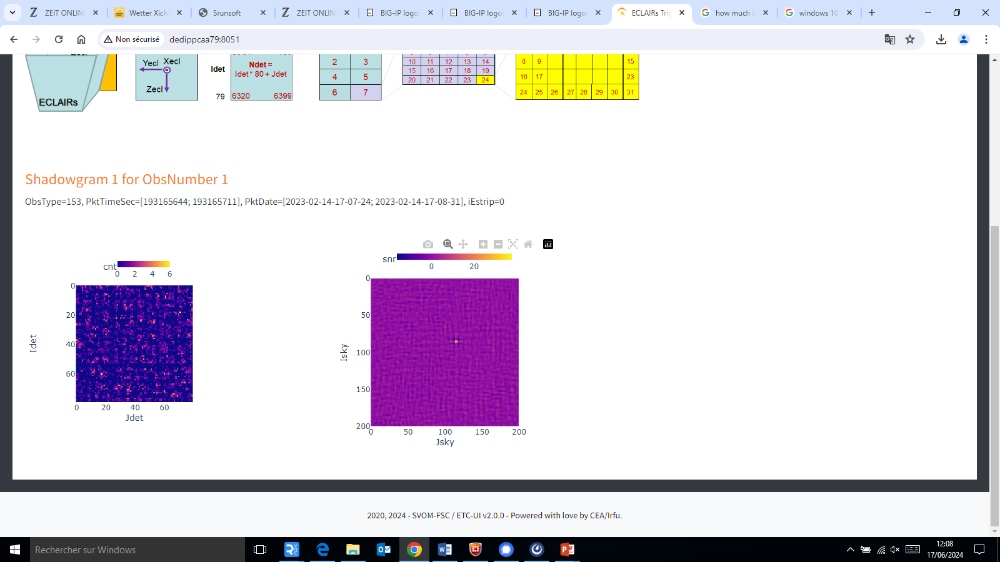 ZEIT ONLIN
Wetter Xich
Srunsoft
ZEIT ONLIN
BIG-IP logou
BIG-IP logou
BIG-IP logou
ECLAIRs Trig
how much
windows 10
Non sécurisé
dedippcaa79:8051
Yecl Xecl
Zecl
ECLAIRs
Idet
79
Ndet =
Idet* 80 + Jdet
6320 6399
2 3
4 5
6 7
10 11 12 13 14
15 16 17 18 19
20 21 22 23 24
8 9 15
16 17 23
24 25 26 27 28 29 30 31
Shadowgram 1 for ObsNumber 1
ObsType=153, PktTimeSec=[193165644; 193165711], PktDate=[2023-02-14-17-07-24; 2023-02-14-17-08-31], iEstrip=0
cnt
0 2 4 6
0
20
40
60
Idet
0 20 40 60
Jdet
snr
0 20
0
50
100
150
200
Isky
0 50 100 150 200
Jsky
2020, 2024 - SVOM-FSC / ETC-UI v2.0.0 - Powered with love by CEA/Irfu.
Rechercher sur Windows
12:08
17/06/2024